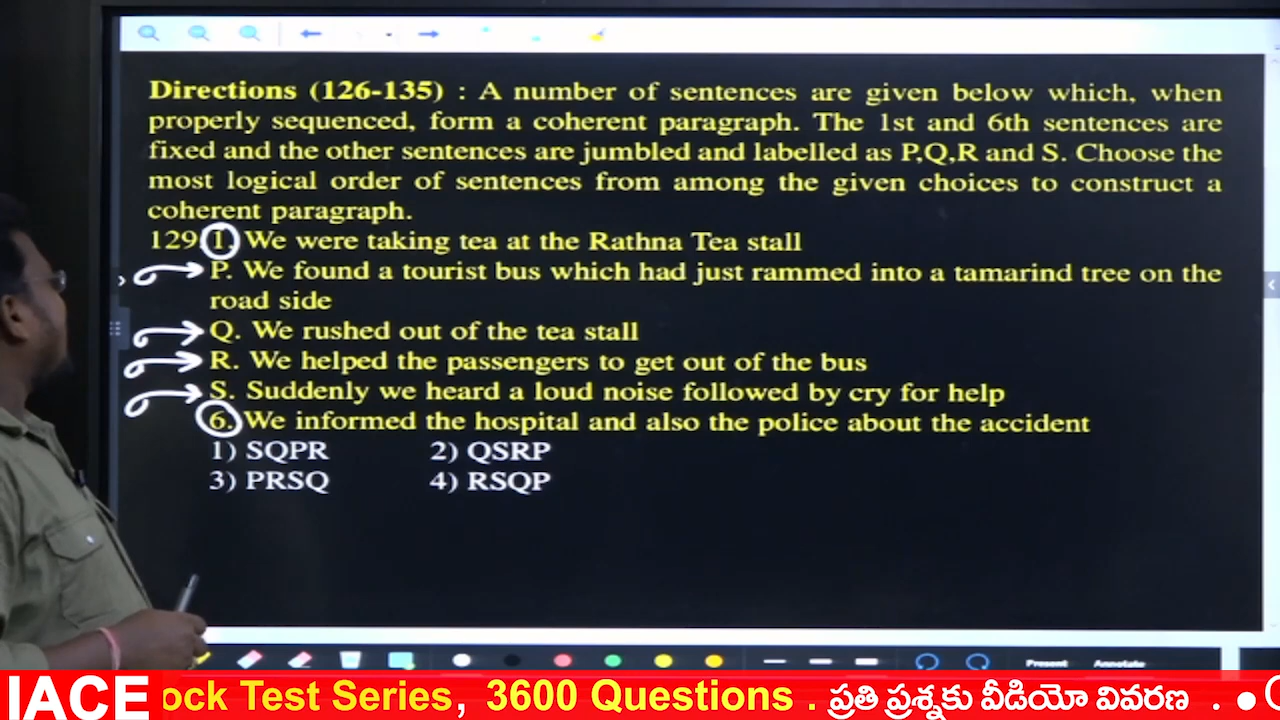 Directions (126-135) : A number of sentences are given below which, when
properly sequenced, form a coherent paragraph. The 1st and 6th sentences are
fixed and the other sentences are jumbled and labelled as P,Q,R and S. Choose the
most logical order of sentences from among the given choices to construct a
coherent paragraph.
129. 1. We were taking tea at the Rathna Tea stall
P. We found a tourist bus which had just rammed into a tamarind tree on the
road side
Q. We rushed out of the tea stall
R. We helped the passengers to get out of the bus
S. Suddenly we heard a loud noise followed by cry for help
6. We informed the hospital and also the police about the accident
1) SQPR 2) QSRP
3) PRSQ 4) RSQP
Present Annotate
IACE ock Test Series, 3600 Questions . ప్రతి ప్రశ్నకు వీడియో వివరణ .